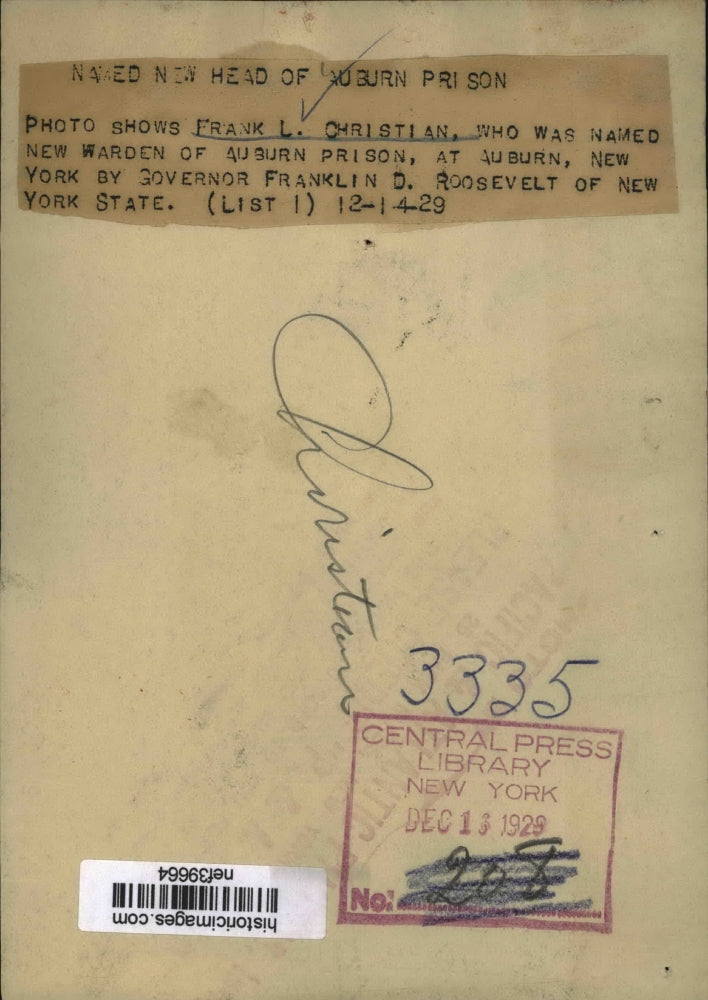 NAMED NEW HEAD OF AUBURN PRISON
PHOTO SHOWS FRANK L. CHRISTIAN, WHO WAS NAMED
NEW WARDEN OF AUBURN PRISON, AT AUBURN, NEW
YORK BY GOVERNOR FRANKLIN D. ROOSEVELT OF NEW
YORK STATE. (LIST 1) 12-14-29
Christian
3335
CENTRAL PRESS
LIBRARY
NEW YORK
DEC 13 1929
No.
historicimages.com
nef39664